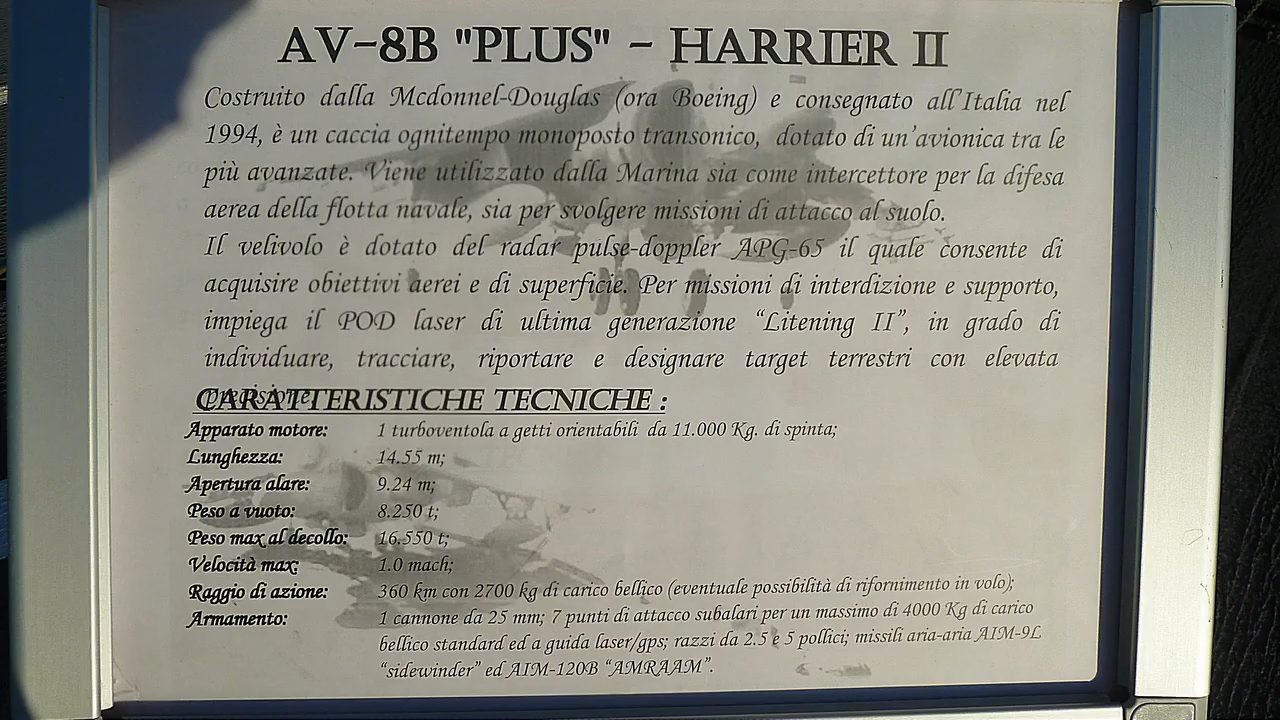 AV-8B "PLUS" - HARRIER II
Costruito dalla Mcdonnel-Douglas (ora Boeing) e consegnato all'Italia nel
1994, è un caccia ognitempo monoposto transonico, dotato di un'avionica tra le
più avanzate. Viene utilizzato dalla Marina sia come intercettore per la difesa
aerea della flotta navale, sia per svolgere missioni di attacco al suolo.
Il velivolo è dotato del radar pulse-doppler APG-65 il quale consente di
acquisire obiettivi aerei e di superficie. Per missioni di interdizione e supporto,
impiega il POD laser di ultima generazione “Litening II”, in grado di
individuare, tracciare, riportare e designare target terrestri con elevata
precisione.
CARATTERISTICHE TECNICHE :
Apparato motore: 1 turboventola a getti orientabili da 11.000 Kg. di spinta;
Lunghezza: 14.55 m;
Apertura alare: 9.24 m;
Peso a vuoto: 8.250 t;
Peso max al decollo: 16.550 t;
Velocità max: 1.0 mach;
Raggio di azione: 360 km con 2700 kg di carico bellico (eventuale possibilità di rifornimento in volo);
Armamento: 1 cannone da 25 mm; 7 punti di attacco subalari per un massimo di 4000 Kg di carico
bellico standard ed a guida laser/gps; razzi da 2.5 e 5 pollici; missili aria-aria AIM-9L
“sidewinder” ed AIM-120B “AMRAAM”.